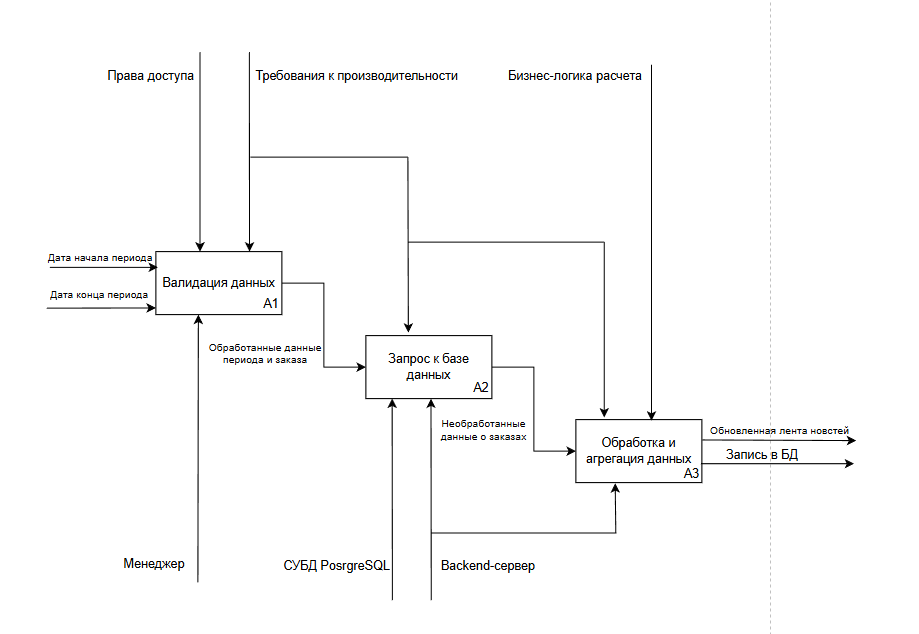 Права доступа
Требования к производительности
Бизнес-логика расчета
Дата начала периода
Дата конца периода
Валидация данных
A1
Обработанные данные
периода и заказа
Запрос к базе
данных
A2
Необработанные
данные о заказах
Обработка и
агрегация данных
A3
Обновленная лента новстей
Запись в БД
Менеджер
СУБД PosrgreSQL
Backend-сервер